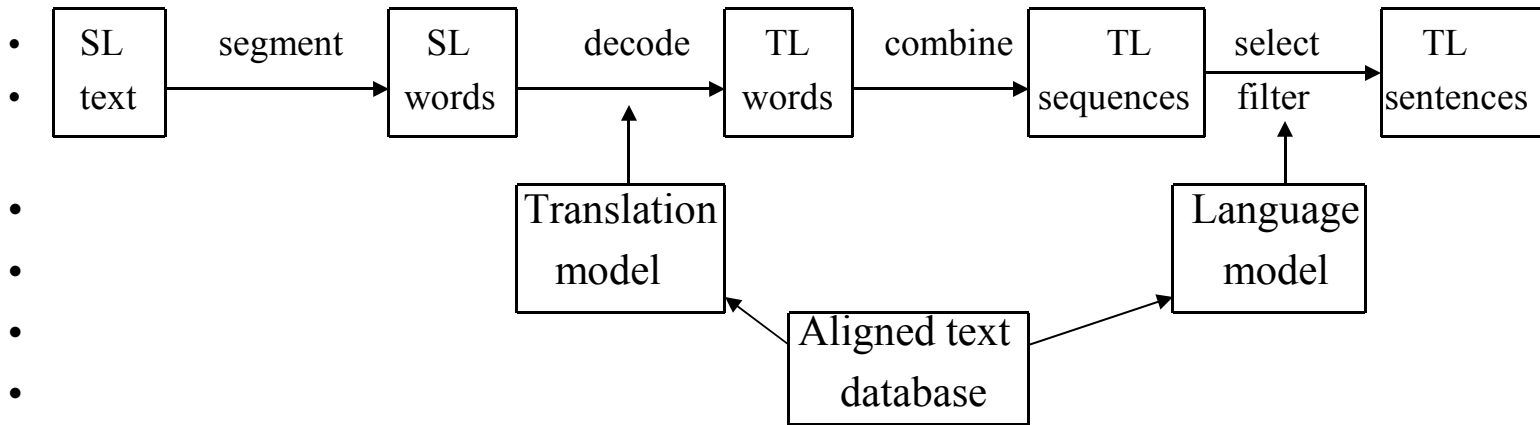 • SL segment SL decode TL combine TL select TL
• text words words sequences filter sentences
• Translation Language
• model model
• Aligned text
• database